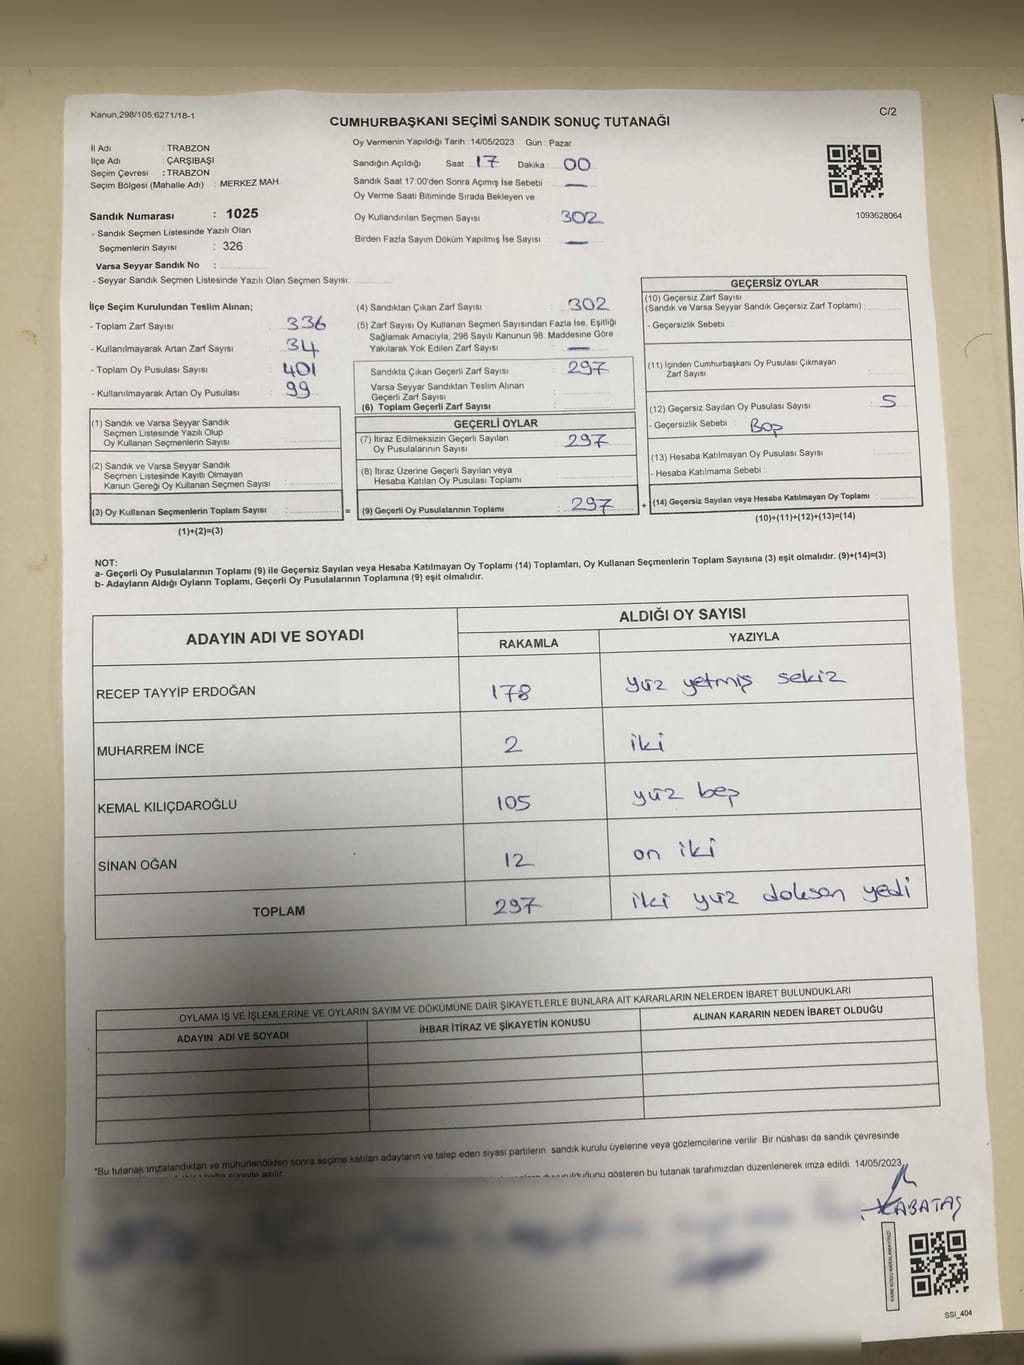 Kanun,298/105,6271/18-1
C/2
CUMHURBAŞKANI SEÇİMİ SANDIK SONUÇ TUTANAĞI
İl Adı : TRABZON
İlçe Adı : ÇARŞIBAŞI
Seçim Çevresi : TRABZON
Seçim Bölgesi (Mahalle Adı) : MERKEZ MAH.
Sandık Numarası : 1025
- Sandık Seçmen Listesinde Yazılı Olan
Seçmenlerin Sayısı : 326
Varsa Seyyar Sandık No :
- Seyyar Sandık Seçmen Listesinde Yazılı Olan Seçmen Sayısı:
Oy Vermenin Yapıldığı Tarih : 14/05/2023 Gün : Pazar
Sandığın Açıldığı Saat 17 Dakika 00
Sandık Saat 17:00'den Sonra Açımış İse Sebebi —
Oy Verme Saati Bitiminde Sırada Bekleyen ve
Oy Kullandırılan Seçmen Sayısı : 302
Birden Fazla Sayım Döküm Yapılmış İse Sayısı : —
1093628064
İlçe Seçim Kurulundan Teslim Alınan;
- Toplam Zarf Sayısı : 336
- Kullanılmayarak Artan Zarf Sayısı : 34
- Toplam Oy Pusulası Sayısı : 401
- Kullanılmayarak Artan Oy Pusulası : 99
(1) Sandık ve Varsa Seyyar Sandık
Seçmen Listesinde Yazılı Olup
Oy Kullanan Seçmenlerin Sayısı :
(2) Sandık ve Varsa Seyyar Sandık
Seçmen Listesinde Kayıtlı Olmayan
Kanun Gereği Oy Kullanan Seçmen Sayısı :
(3) Oy Kullanan Seçmenlerin Toplam Sayısı : =
(1)+(2)=(3)
(4) Sandıktan Çıkan Zarf Sayısı : 302
(5) Zarf Sayısı Oy Kullanan Seçmen Sayısından Fazla İse, Eşitliği
Sağlamak Amacıyla, 298 Sayılı Kanunun 98. Maddesine Göre
Yakılarak Yok Edilen Zarf Sayısı : —
Sandıkta Çıkan Geçerli Zarf Sayısı : 297
Varsa Seyyar Sandıktan Teslim Alınan
Geçerli Zarf Sayısı :
(6) Toplam Geçerli Zarf Sayısı :
GEÇERLİ OYLAR
(7) İtiraz Edilmeksizin Geçerli Sayılan
Oy Pusulalarının Sayısı : 297
(8) İtiraz Üzerine Geçerli Sayılan veya
Hesaba Katılan Oy Pusulası Toplamı :
(9) Geçerli Oy Pusulalarının Toplamı : 297 +
GEÇERSİZ OYLAR
(10) Geçersiz Zarf Sayısı
(Sandık ve Varsa Seyyar Sandık Geçersiz Zarf Toplamı) :
- Geçersizlik Sebebi :
(11) İçinden Cumhurbaşkanı Oy Pusulası Çıkmayan
Zarf Sayısı :
(12) Geçersiz Sayılan Oy Pusulası Sayısı : 5
- Geçersizlik Sebebi : Boş
(13) Hesaba Katılmayan Oy Pusulası Sayısı :
- Hesaba Katılmama Sebebi :
(14) Geçersiz Sayılan veya Hesaba Katılmayan Oy Toplamı :
(10)+(11)+(12)+(13)=(14)
NOT:
a- Geçerli Oy Pusulalarının Toplamı (9) ile Geçersiz Sayılan veya Hesaba Katılmayan Oy Toplamı (14) Toplamları, Oy Kullanan Seçmenlerin Toplam Sayısına (3) eşit olmalıdır. (9)+(14)=(3)
b- Adayların Aldığı Oyların Toplamı, Geçerli Oy Pusulalarının Toplamına (9) eşit olmalıdır.
ADAYIN ADI VE SOYADI
ALDIĞI OY SAYISI
RAKAMLA YAZIYLA
RECEP TAYYİP ERDOĞAN 178 yüz yetmiş sekiz
MUHARREM İNCE 2 iki
KEMAL KILIÇDAROĞLU 105 yüz beş
SİNAN OĞAN 12 on iki
TOPLAM 297 iki yüz doksan yedi
OYLAMA İŞ VE İŞLEMLERİNE VE OYLARIN SAYIM VE DÖKÜMÜNE DAİR ŞİKAYETLERLE BUNLARA AİT KARARLARIN NELERDEN İBARET BULUNDUKLARI
ADAYIN ADI VE SOYADI İHBAR İTİRAZ VE ŞİKAYETİN KONUSU ALINAN KARARIN NEDEN İBARET OLDUĞU
*Bu tutanak imzalandıktan ve mühürlendikten sonra seçime katılan adayların ve talep eden siyasi partilerin sandık kurulu üyelerine veya gözlemcilerine verilir. Bir nüshası da sandık çevresinde
gösteren bu tutanak tarafımızdan düzenlenerek imza edildi. 14/05/2023
KABATAŞ
SSI_404